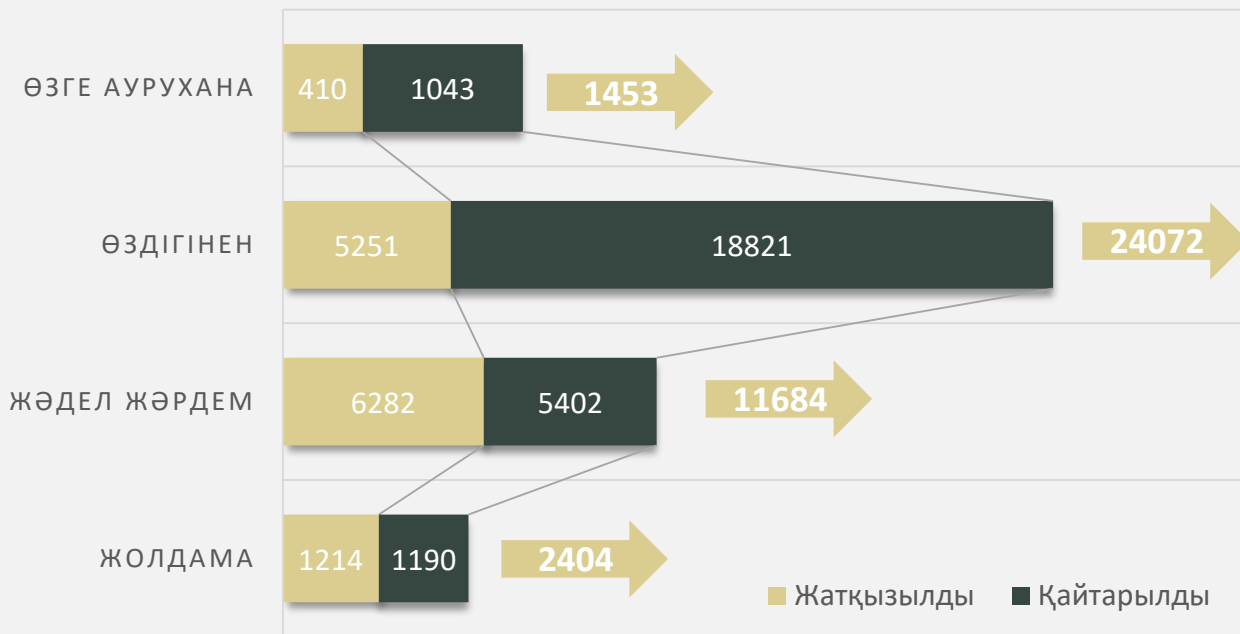 ӨЗГЕ АУРУХАНА
410
1043
1453
ӨЗДІГІНЕН
5251
18821
24072
ЖӘДЕЛ ЖӘРДЕМ
6282
5402
11684
ЖОЛДАМА
1214
1190
2404
Жатқызылды
Қайтарылды